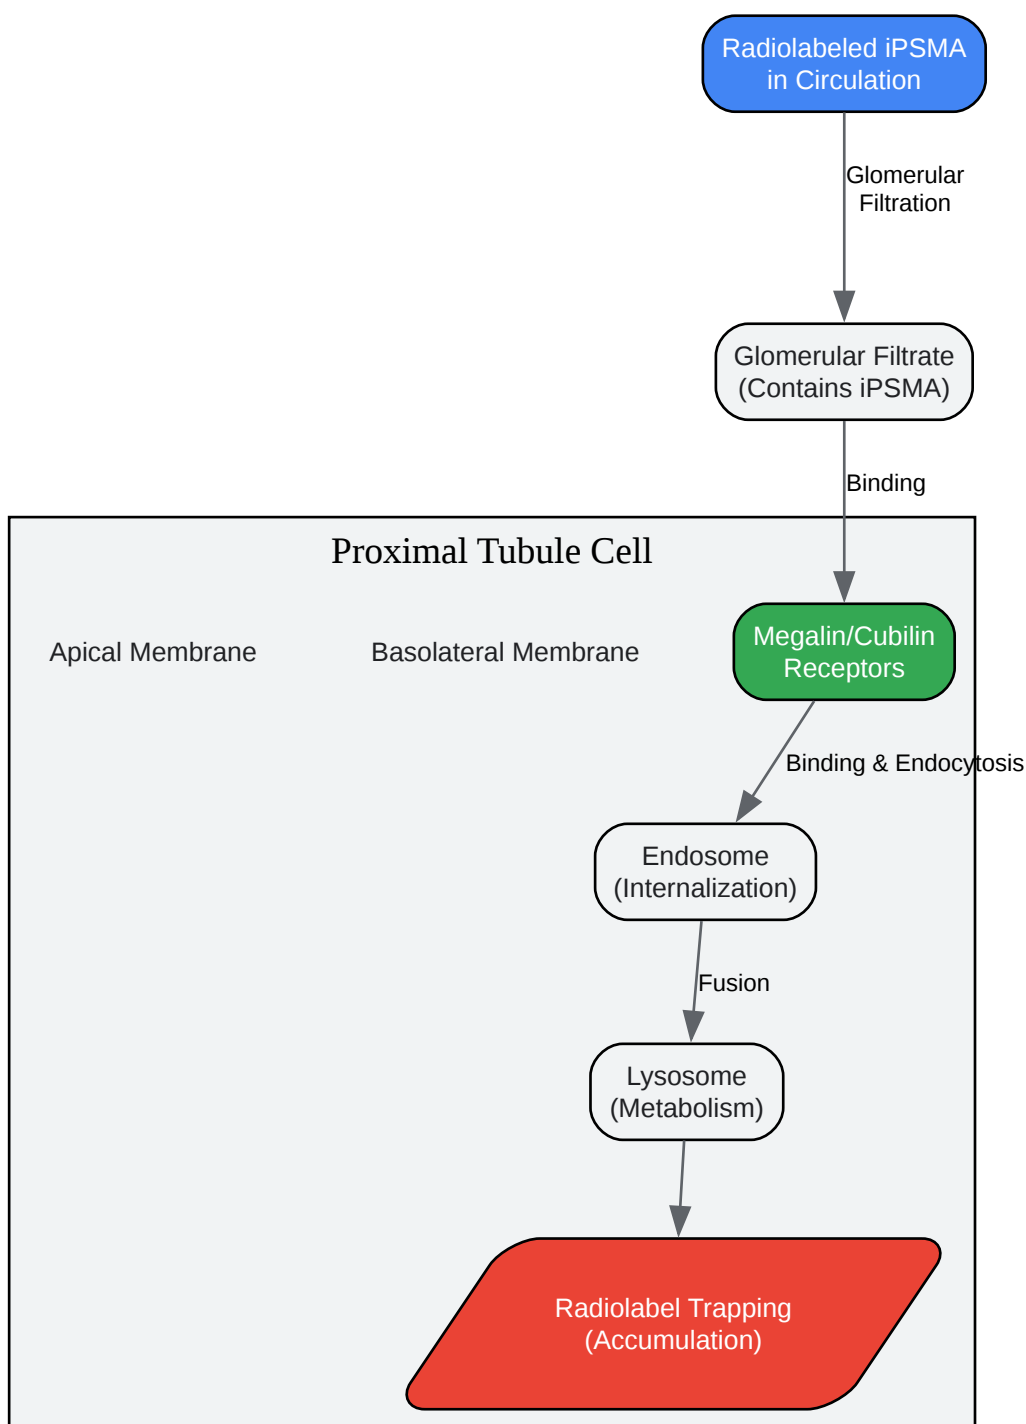 Radiolabeled iPSMA
in Circulation
Glomerular
Filtration
Glomerular Filtrate
(Contains iPSMA)
Binding
Proximal Tubule Cell
Apical Membrane
Basolateral Membrane
Megalin/Cubilin
Receptors
Binding & Endocytosis
Endosome
(Internalization)
Fusion
Lysosome
(Metabolism)
Radiolabel Trapping
(Accumulation)